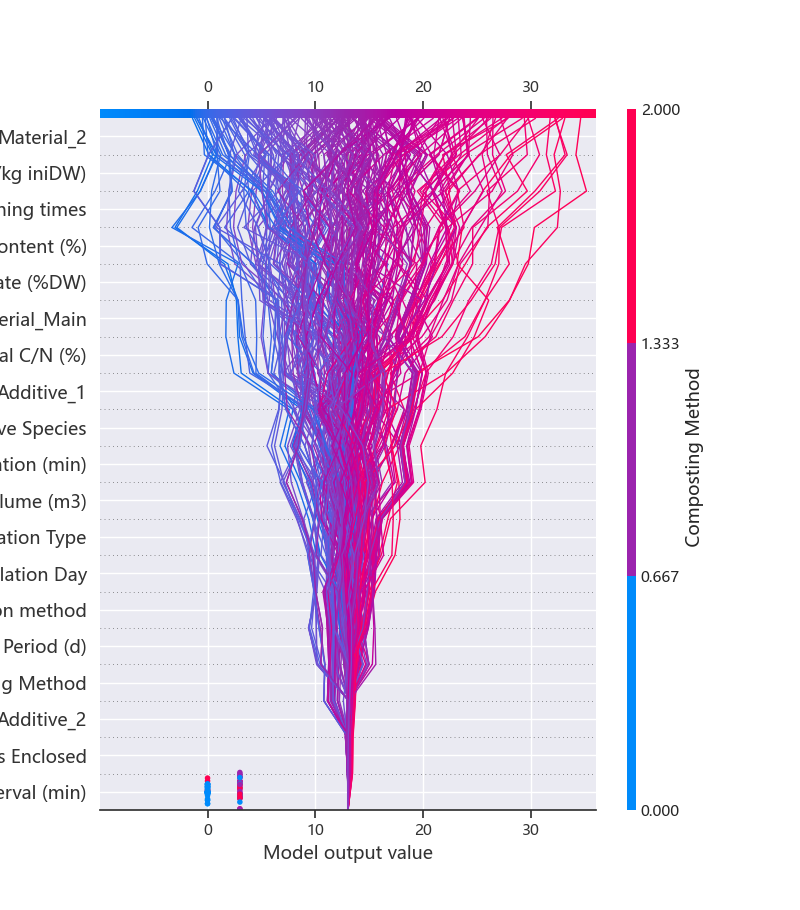 0 10 20 30
2.000
Material_2
/kg iniDW)
ning times
ontent (%)
ate (%DW)
erial_Main
1.333
al C/N (%)
Additive_1
ve Species
ation (min)
lume (m3)
ation Type
0.667
lation Day
on method
Period (d)
g Method
Additive_2
s Enclosed
erval (min)
0.000
0 10 20 30
Model output value
Composting Method